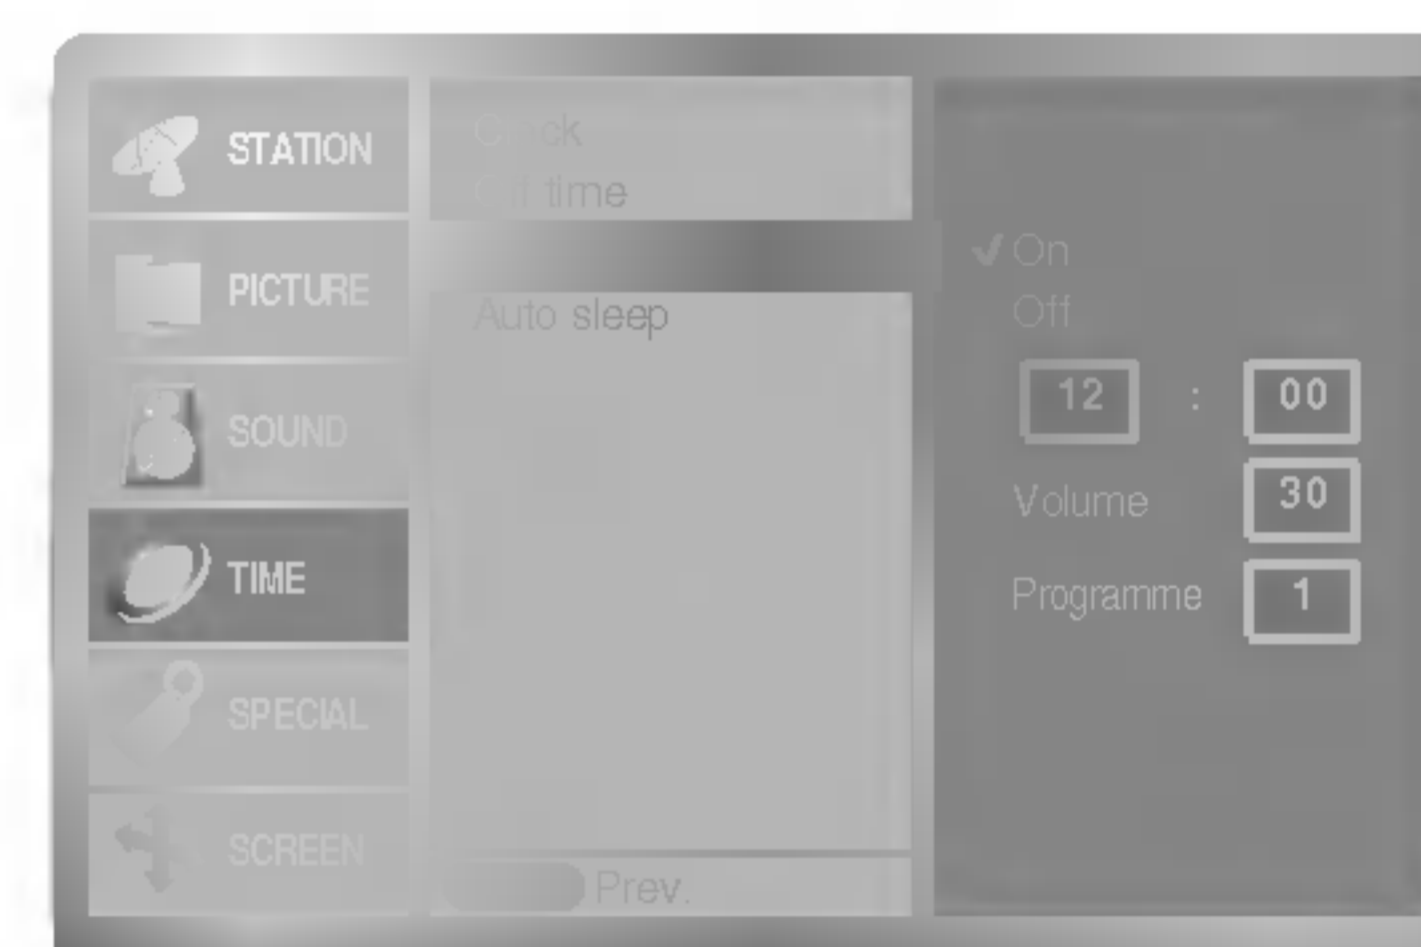 STATION
PICTURE
SOUND
TIME
SPECIAL
SCREEN
Clock
Off time
Auto sleep
Prev.
✔ On
Off
12 : 00
Volume 30
Programme 1